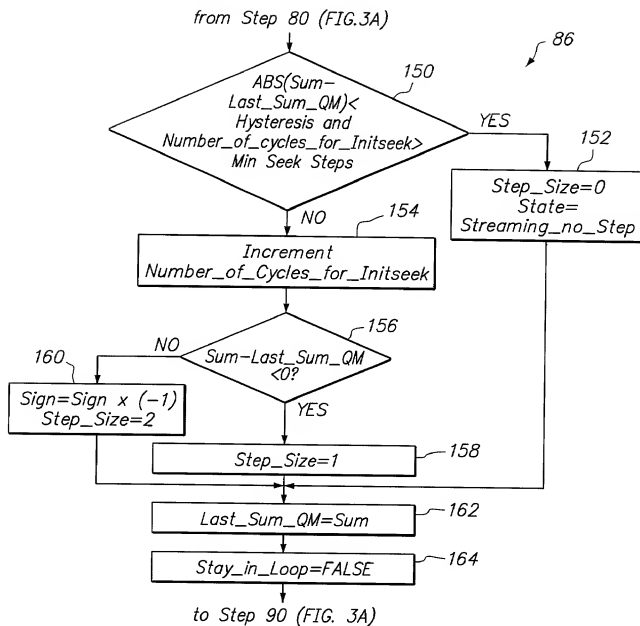 from Step 80 (FIG.3A)
86
150
ABS(Sum-
Last_Sum_QM)<
Hysteresis and
Number_of_cycles_for_Initseek>
Min Seek Steps
YES
152
Step_Size=0
State=
Streaming_no_Step
NO
154
Increment
Number_of_Cycles_for_Initseek
156
Sum-Last_Sum_QM
<0?
NO
160
Sign=Sign x (-1)
Step_Size=2
YES
Step_Size=1
158
Last_Sum_QM=Sum
162
Stay_in_Loop=FALSE
164
to Step 90 (FIG. 3A)